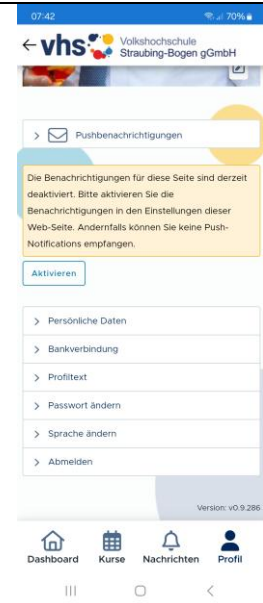 07:42 70%
vhs Volkshochschule
Straubing-Bogen gGmbH
Pushbenachrichtigungen
Die Benachrichtigungen für diese Seite sind derzeit
deaktiviert. Bitte aktivieren Sie die
Benachrichtigungen in den Einstellungen dieser
Web-Seite. Andernfalls können Sie keine Push-
Notifications empfangen.
Aktivieren
Persönliche Daten
Bankverbindung
Profiltext
Passwort ändern
Sprache ändern
Abmelden
Version: v0.9.286
Dashboard Kurse Nachrichten Profil